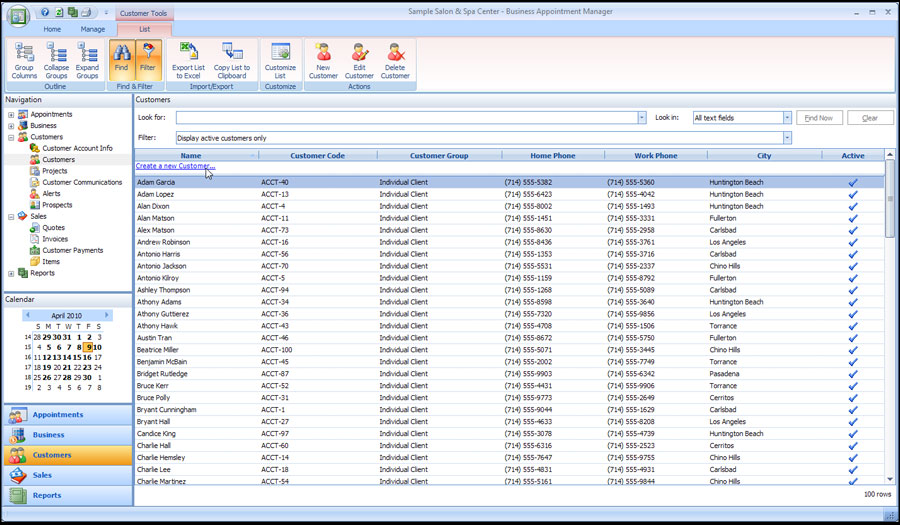 Customer Tools
Sample Salon & Spa Center - Business Appointment Manager
Home Manage List
Group Columns Collapse Groups Expand Groups Find Filter Export List to Excel Copy List to Clipboard Customize List New Customer Edit Customer Delete Customer
Outline Find & Filter Import/Export Customize Actions
Navigation
Appointments
Business
Customers
Customer Account Info
Customers
Projects
Customer Communications
Alerts
Prospects
Sales
Quotes
Invoices
Customer Payments
Items
Reports
Calendar
April 2010
S M T W T F S
14 28 29 30 31 1 2 3
15 4 5 6 7 8 9 10
16 11 12 13 14 15 16 17
17 18 19 20 21 22 23 24
18 25 26 27 28 29 30 1
19 2 3 4 5 6 7 8
Appointments
Business
Customers
Sales
Reports
Customers
Look for: Look in: All text fields Find Now Clear
Filter: Display active customers only
Name Customer Code Customer Group Home Phone Work Phone City Active
Create a new Customer...
Adam Garcia ACCT-40 Individual Client (714) 555-5382 (714) 555-5360 Huntington Beach
Adam Lopez ACCT-13 Individual Client (714) 555-6423 (714) 555-4042 Huntington Beach
Alan Dixon ACCT-4 Individual Client (714) 555-8002 (714) 555-1493 Huntington Beach
Alan Matson ACCT-11 Individual Client (714) 555-1451 (714) 555-3331 Fullerton
Alex Matson ACCT-73 Individual Client (714) 555-8630 (714) 555-2958 Carlsbad
Andrew Robinson ACCT-16 Individual Client (714) 555-8436 (714) 555-3761 Los Angeles
Antonio Harris ACCT-56 Individual Client (714) 555-1353 (714) 555-3716 Carlsbad
Antonio Jackson ACCT-70 Individual Client (714) 555-5531 (714) 555-2337 Chino Hills
Antonio Kilroy ACCT-5 Individual Client (714) 555-1159 (714) 555-8792 Fullerton
Ashley Thompson ACCT-94 Individual Client (714) 555-1268 (714) 555-5089 Carlsbad
Athony Adams ACCT-34 Individual Client (714) 555-8598 (714) 555-3640 Huntington Beach
Athony Guttierez ACCT-36 Individual Client (714) 555-7320 (714) 555-9856 Los Angeles
Athony Hawk ACCT-43 Individual Client (714) 555-4708 (714) 555-1506 Torrance
Austin Tran ACCT-46 Individual Client (714) 555-8672 (714) 555-5750 Fullerton
Beatrice Miller ACCT-100 Individual Client (714) 555-5071 (714) 555-3445 Chino Hills
Benjamin McBain ACCT-45 Individual Client (714) 555-2002 (714) 555-7749 Torrance
Bridget Rutledge ACCT-87 Individual Client (714) 555-9903 (714) 555-6342 Pasadena
Bruce Kerr ACCT-52 Individual Client (714) 555-4431 (714) 555-9906 Torrance
Bruce Polly ACCT-31 Individual Client (714) 555-9773 (714) 555-2649 Cerritos
Bryant Cunningham ACCT-1 Individual Client (714) 555-9044 (714) 555-1629 Carlsbad
Bryant Hall ACCT-27 Individual Client (714) 555-4633 (714) 555-8208 Los Angeles
Candice King ACCT-97 Individual Client (714) 555-3078 (714) 555-4739 Huntington Beach
Charlie Hall ACCT-60 Individual Client (714) 555-6316 (714) 555-2523 Cerritos
Charlie Hemsley ACCT-14 Individual Client (714) 555-7647 (714) 555-9755 Chino Hills
Charlie Lee ACCT-18 Individual Client (714) 555-4831 (714) 555-4931 Carlsbad
Charlie Martinez ACCT-54 Individual Client (714) 555-5161 (714) 555-9844 Chino Hills
100 rows